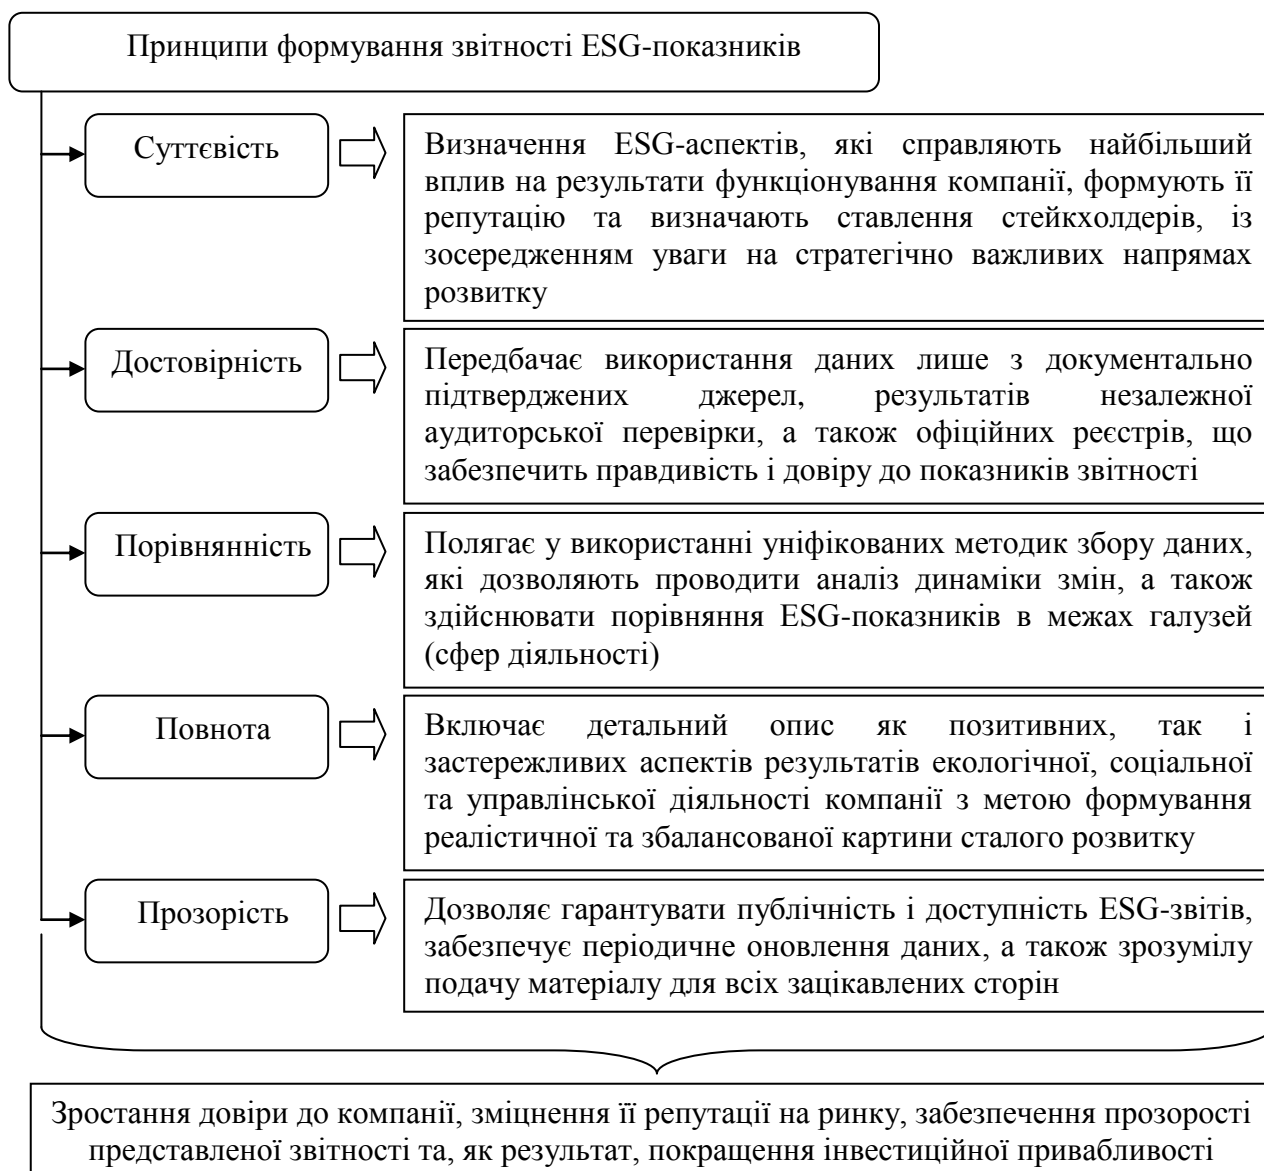 Принципи формування звітності ESG-показників
Суттєвість
Визначення ESG-аспектів, які справляють найбільший
вплив на результати функціонування компанії, формують її
репутацію та визначають ставлення стейкхолдерів, із
зосередженням уваги на стратегічно важливих напрямах
розвитку
Достовірність
Передбачає використання даних лише з документально
підтверджених джерел, результатів незалежної
аудиторської перевірки, а також офіційних реєстрів, що
забезпечить правдивість і довіру до показників звітності
Порівнянність
Полягає у використанні уніфікованих методик збору даних,
які дозволяють проводити аналіз динаміки змін, а також
здійснювати порівняння ESG-показників в межах галузей
(сфер діяльності)
Повнота
Включає детальний опис як позитивних, так і
застережливих аспектів результатів екологічної, соціальної
та управлінської діяльності компанії з метою формування
реалістичної та збалансованої картини сталого розвитку
Прозорість
Дозволяє гарантувати публічність і доступність ESG-звітів,
забезпечує періодичне оновлення даних, а також зрозумілу
подачу матеріалу для всіх зацікавлених сторін
Зростання довіри до компанії, зміцнення її репутації на ринку, забезпечення прозорості
представленої звітності та, як результат, покращення інвестиційної привабливості